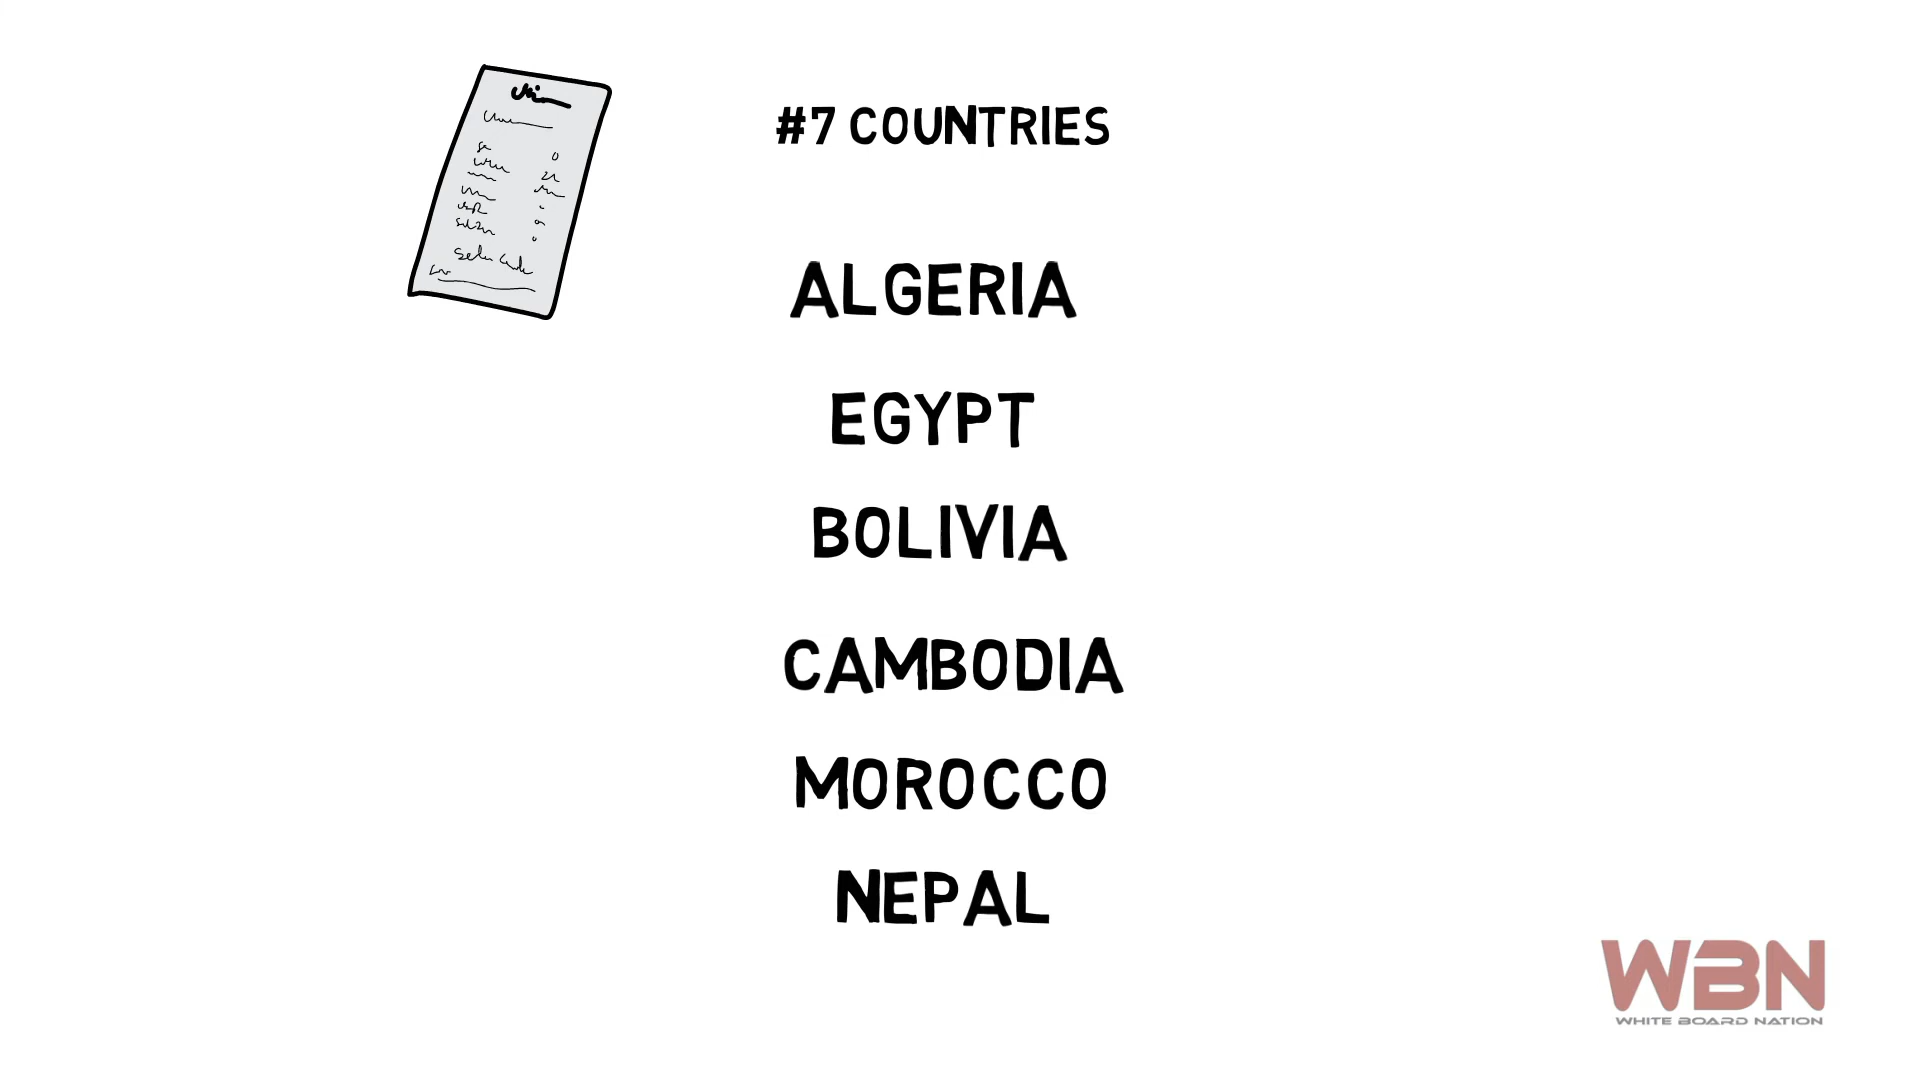 #7 COUNTRIES
ALGERIA
EGYPT
BOLIVIA
CAMBODIA
MOROCCO
NEPAL
WBN
WHITE BOARD NATION